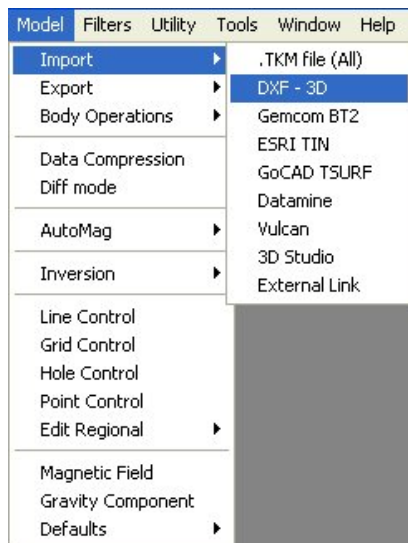 Model Filters Utility Tools Window Help
Import
Export
Body Operations
Data Compression
Diff mode
AutoMag
Inversion
Line Control
Grid Control
Hole Control
Point Control
Edit Regional
Magnetic Field
Gravity Component
Defaults
.TKM file (All)
DXF - 3D
Gemcom BT2
ESRI TIN
GoCAD TSURF
Datamine
Vulcan
3D Studio
External Link